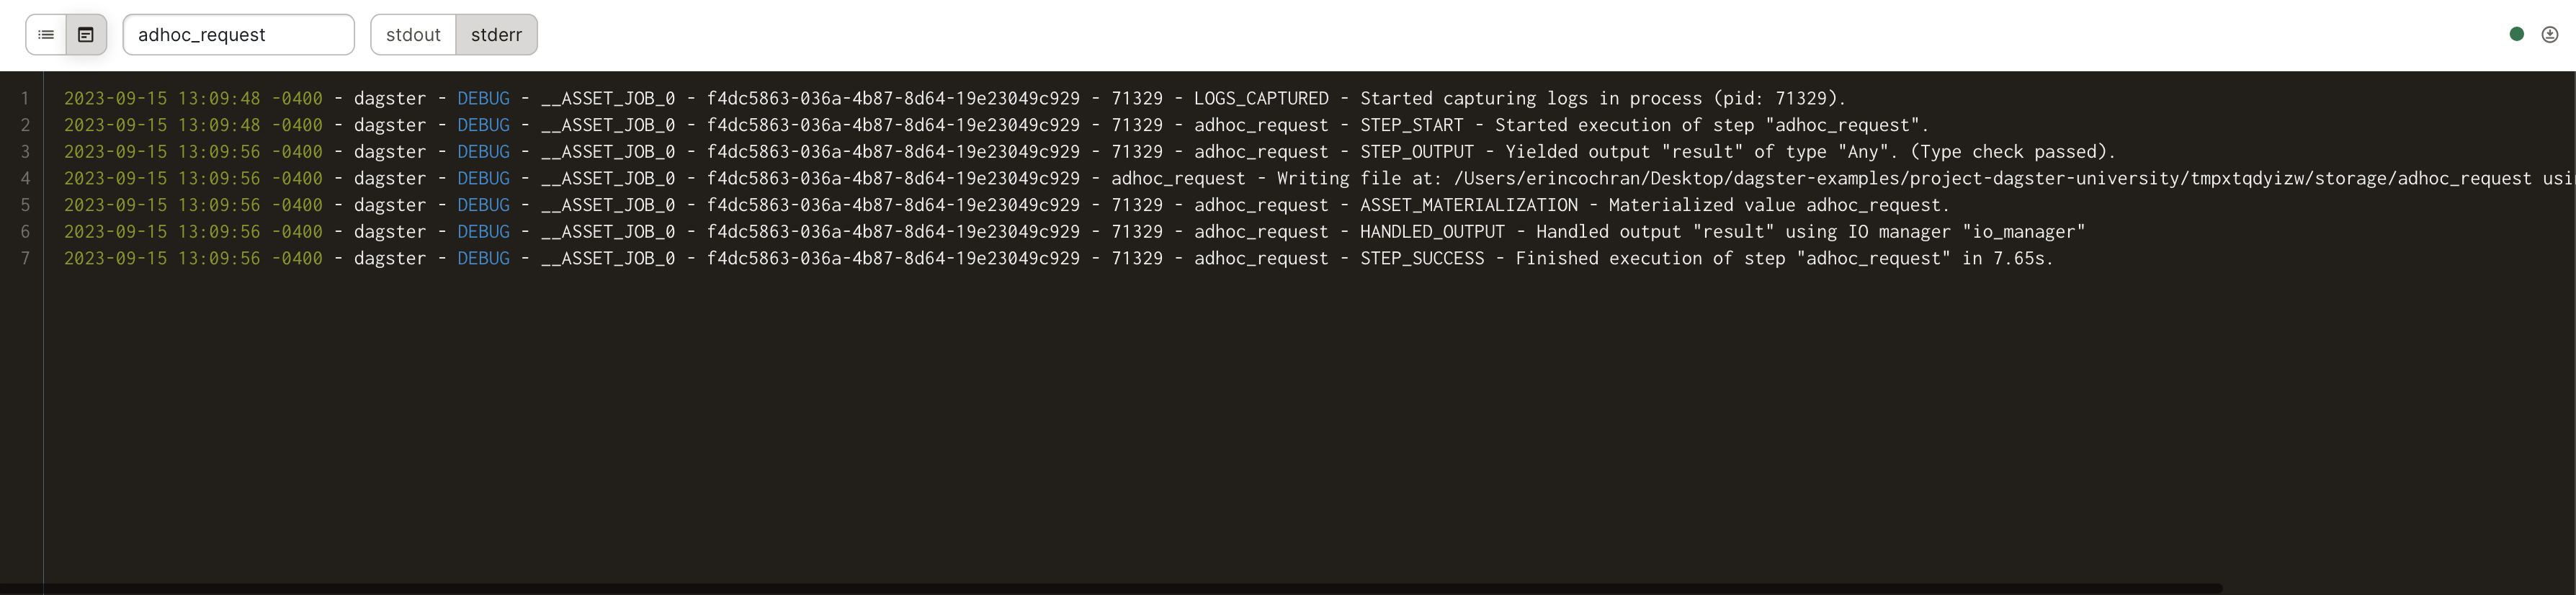 adhoc_request stdout stderr
1 2023-09-15 13:09:48 -0400 - dagster - DEBUG - __ASSET_JOB_0 - f4dc5863-036a-4b87-8d64-19e23049c929 - 71329 - LOGS_CAPTURED - Started capturing logs in process (pid: 71329).
2 2023-09-15 13:09:48 -0400 - dagster - DEBUG - __ASSET_JOB_0 - f4dc5863-036a-4b87-8d64-19e23049c929 - 71329 - adhoc_request - STEP_START - Started execution of step "adhoc_request".
3 2023-09-15 13:09:56 -0400 - dagster - DEBUG - __ASSET_JOB_0 - f4dc5863-036a-4b87-8d64-19e23049c929 - 71329 - adhoc_request - STEP_OUTPUT - Yielded output "result" of type "Any". (Type check passed).
4 2023-09-15 13:09:56 -0400 - dagster - DEBUG - __ASSET_JOB_0 - f4dc5863-036a-4b87-8d64-19e23049c929 - adhoc_request - Writing file at: /Users/erincochran/Desktop/dagster-examples/project-dagster-university/tmpxtqdyizw/storage/adhoc_request usi
5 2023-09-15 13:09:56 -0400 - dagster - DEBUG - __ASSET_JOB_0 - f4dc5863-036a-4b87-8d64-19e23049c929 - 71329 - adhoc_request - ASSET_MATERIALIZATION - Materialized value adhoc_request.
6 2023-09-15 13:09:56 -0400 - dagster - DEBUG - __ASSET_JOB_0 - f4dc5863-036a-4b87-8d64-19e23049c929 - 71329 - adhoc_request - HANDLED_OUTPUT - Handled output "result" using IO manager "io_manager"
7 2023-09-15 13:09:56 -0400 - dagster - DEBUG - __ASSET_JOB_0 - f4dc5863-036a-4b87-8d64-19e23049c929 - 71329 - adhoc_request - STEP_SUCCESS - Finished execution of step "adhoc_request" in 7.65s.